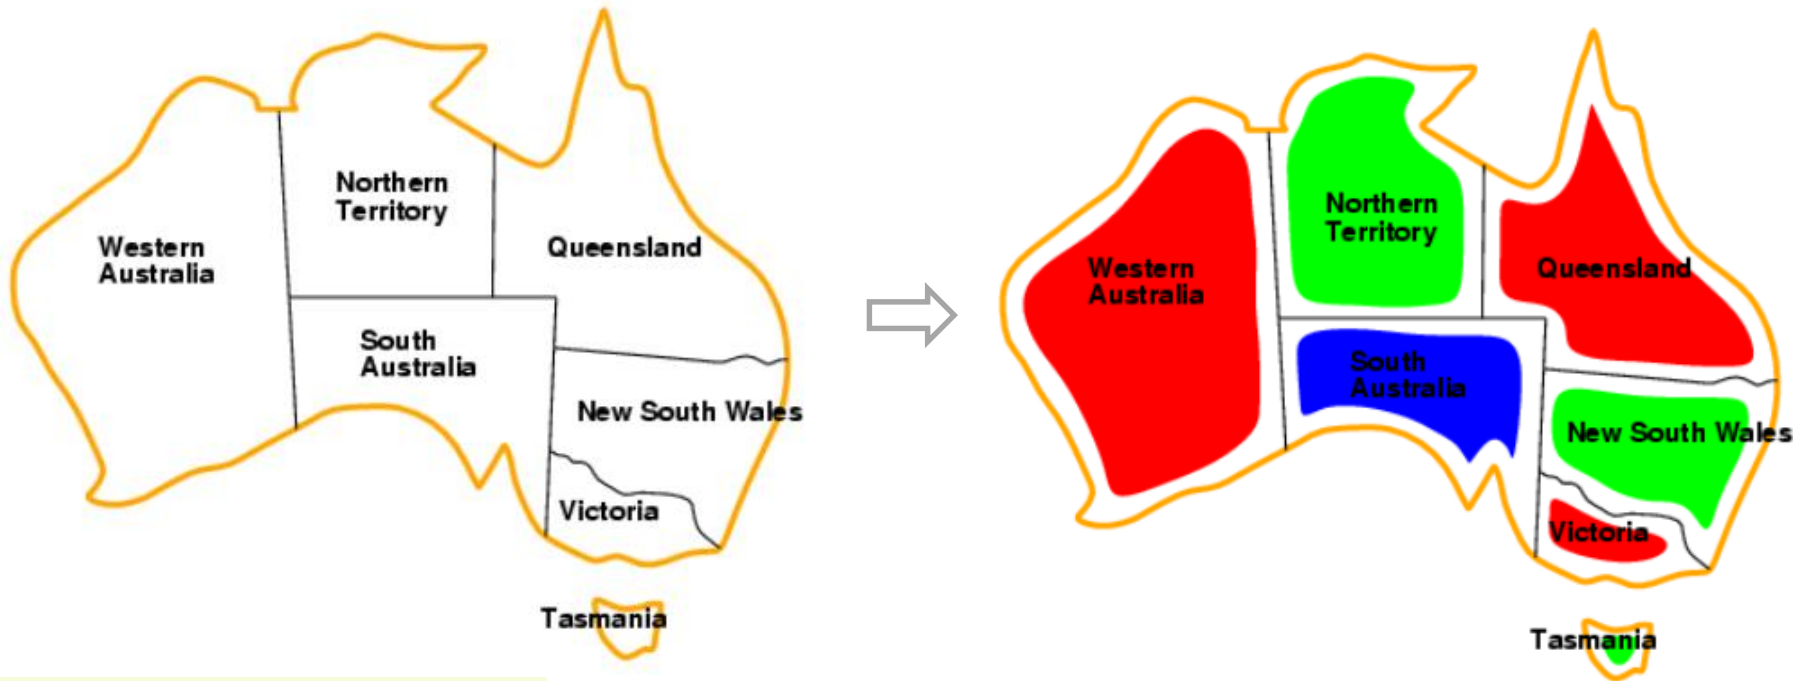 Northern
Territory
Western
Australia
Queensland
South
Australia
New South Wales
Victoria
Tasmania
Northern
Territory
Western
Australia
Queensland
South
Australia
New South Wales
Victoria
Tasmania